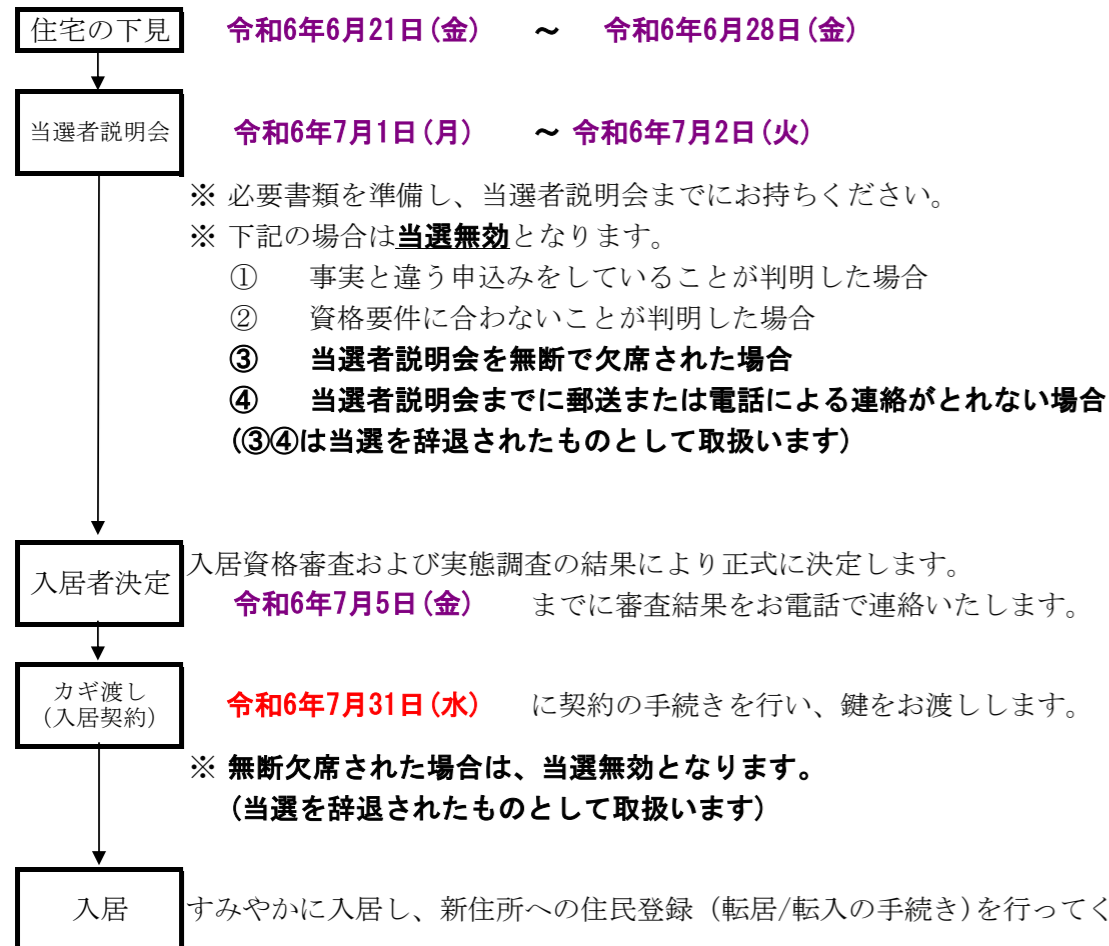 住宅の下見 令和6年6月21日(金) ～ 令和6年6月28日(金)
当選者説明会 令和6年7月1日(月) ～ 令和6年7月2日(火)
※ 必要書類を準備し、当選者説明会までにお持ちください。
※ 下記の場合は当選無効となります。
① 事実と違う申込みをしていることが判明した場合
② 資格要件に合わないことが判明した場合
③ 当選者説明会を無断で欠席された場合
④ 当選者説明会までに郵送または電話による連絡がとれない場合
(③④は当選を辞退されたものとして取扱います)
入居者決定 入居資格審査および実態調査の結果により正式に決定します。
令和6年7月5日(金) までに審査結果をお電話で連絡いたします。
カギ渡し
(入居契約) 令和6年7月31日(水) に契約の手続きを行い、鍵をお渡しします。
※ 無断欠席された場合は、当選無効となります。
(当選を辞退されたものとして取扱います)
入居 すみやかに入居し、新住所への住民登録（転居/転入の手続き)を行ってく